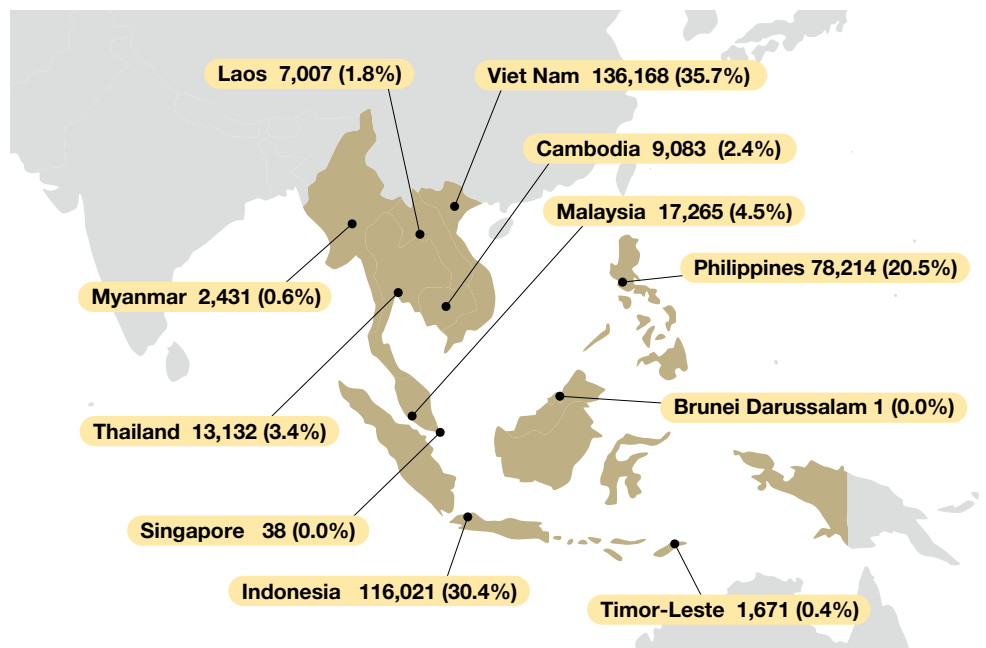 Laos 7,007 (1.8%)
Viet Nam 136,168 (35.7%)
Cambodia 9,083 (2.4%)
Malaysia 17,265 (4.5%)
Philippines 78,214 (20.5%)
Myanmar 2,431 (0.6%)
Brunei Darussalam 1 (0.0%)
Thailand 13,132 (3.4%)
Singapore 38 (0.0%)
Indonesia 116,021 (30.4%)
Timor-Leste 1,671 (0.4%)